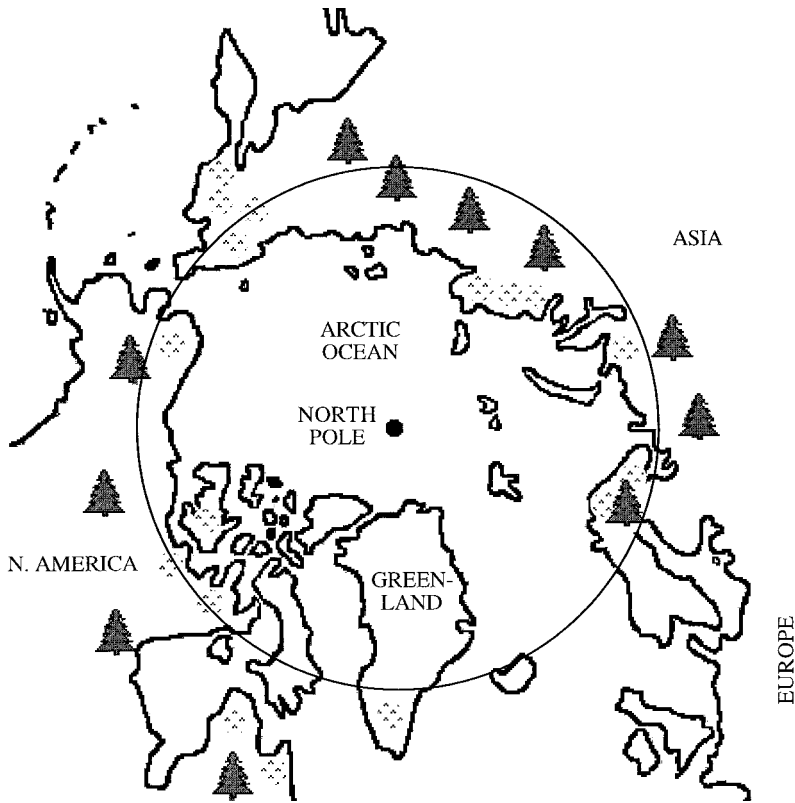 ASIA
ARCTIC
OCEAN
NORTH
POLE
N. AMERICA
GREEN-
LAND
EUROPE